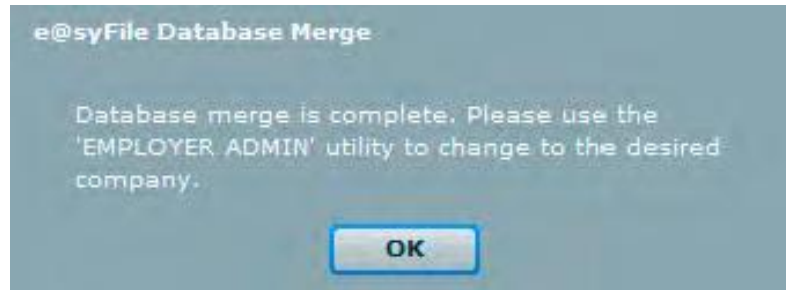 e@syFile Database Merge
Database merge is complete. Please use the
'EMPLOYER ADMIN' utility to change to the desired
company.
OK